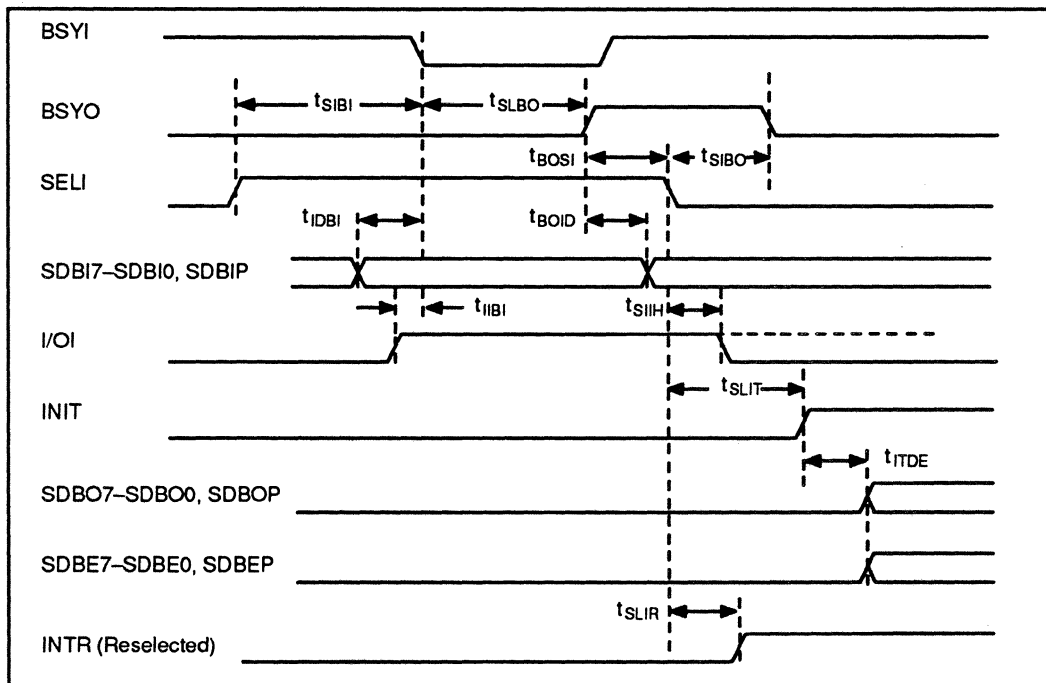 BSYI
tSIBI
tSLBO
BSYO
tBOSI
tSIBO
SELI
tIDBI
tBOID
SDBI7–SDBI0, SDBIP
tIIBI
tSIIH
I/OI
tSLIT
INIT
tITDE
SDBO7–SDBO0, SDBOP
SDBE7–SDBE0, SDBEP
tSLIR
INTR (Reselected)